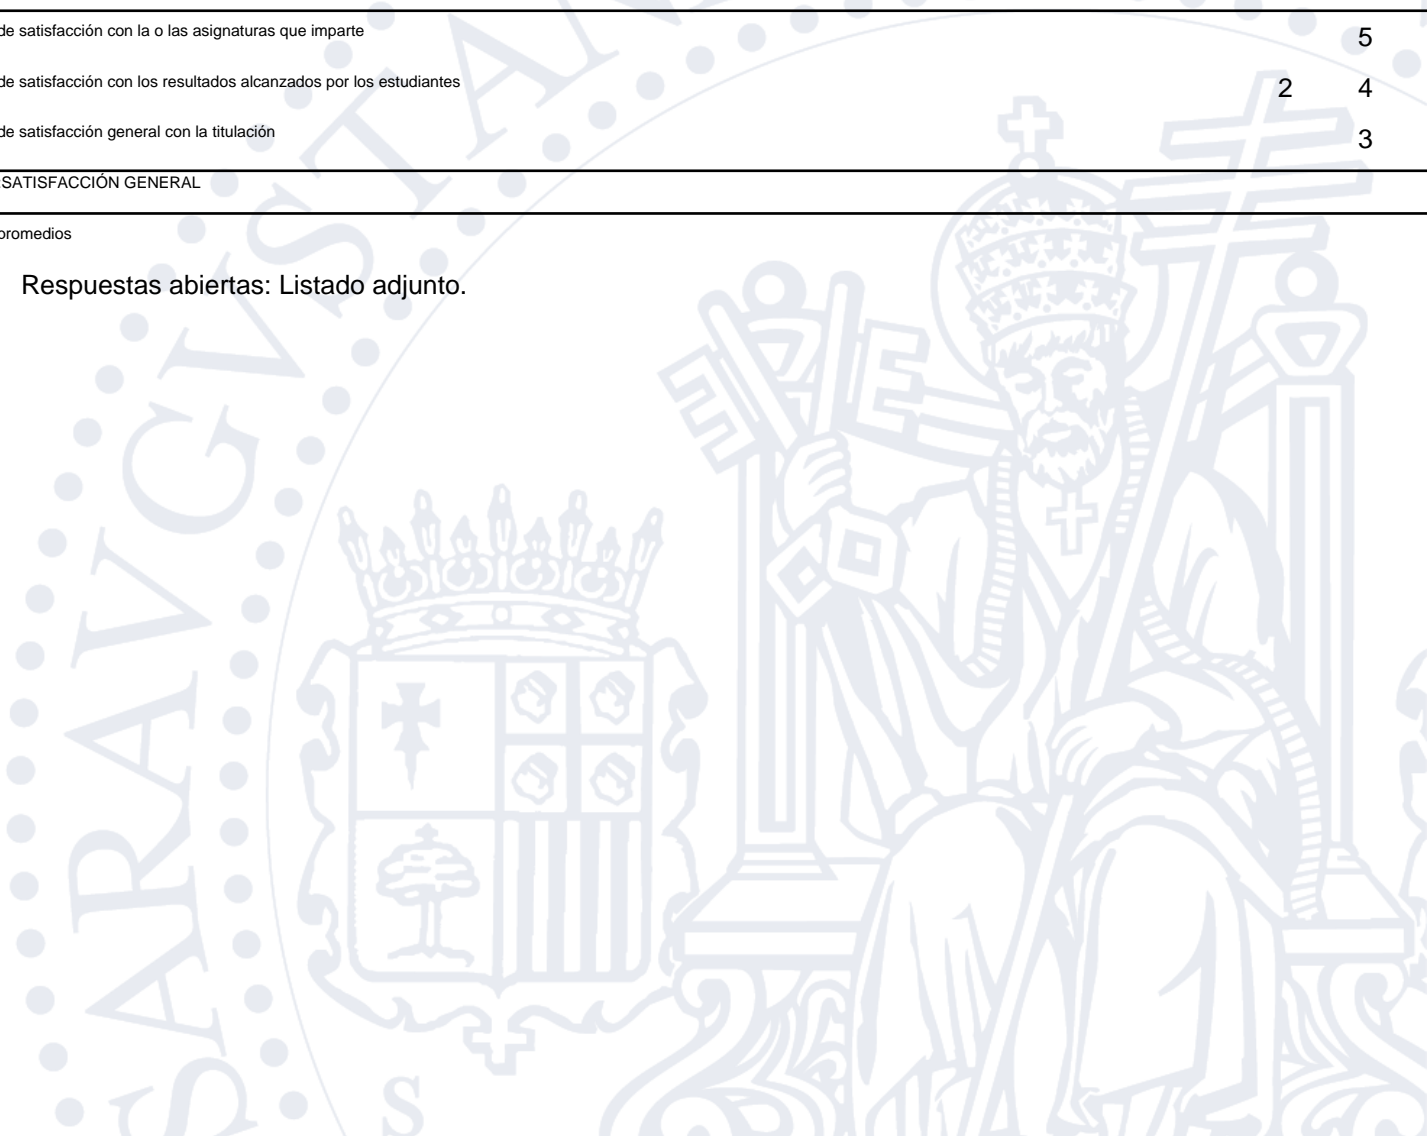 de satisfacción con la o las asignaturas que imparte 5
de satisfacción con los resultados alcanzados por los estudiantes 2 4
de satisfacción general con la titulación 3
SATISFACCIÓN GENERAL
promedios
Respuestas abiertas: Listado adjunto.
SARAVGVSTAN
S